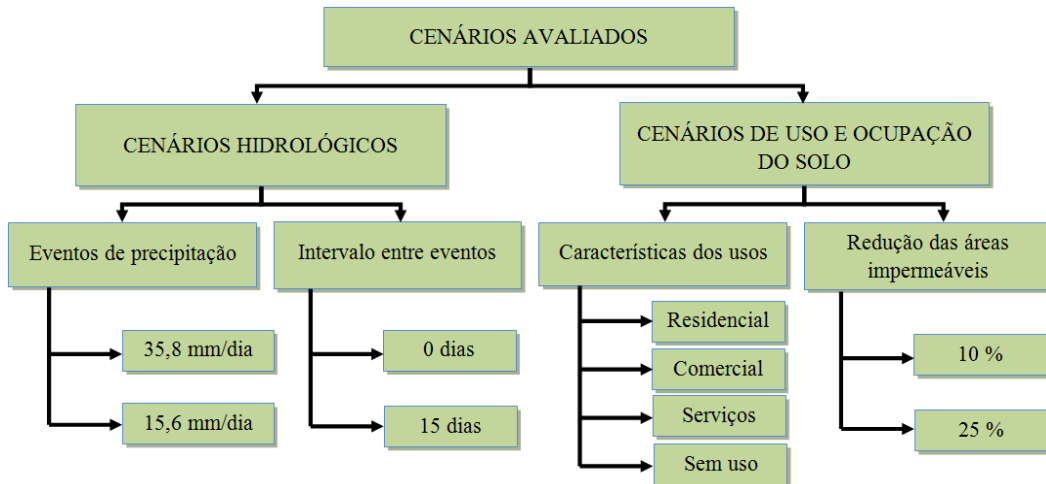 CENÁRIOS AVALIADOS
CENÁRIOS HIDROLÓGICOS
CENÁRIOS DE USO E OCUPAÇÃO
DO SOLO
Eventos de precipitação
Intervalo entre eventos
Características dos usos
Redução das áreas
impermeáveis
35,8 mm/dia
15,6 mm/dia
0 dias
15 dias
Residencial
Comercial
Serviços
Sem uso
10 %
25 %